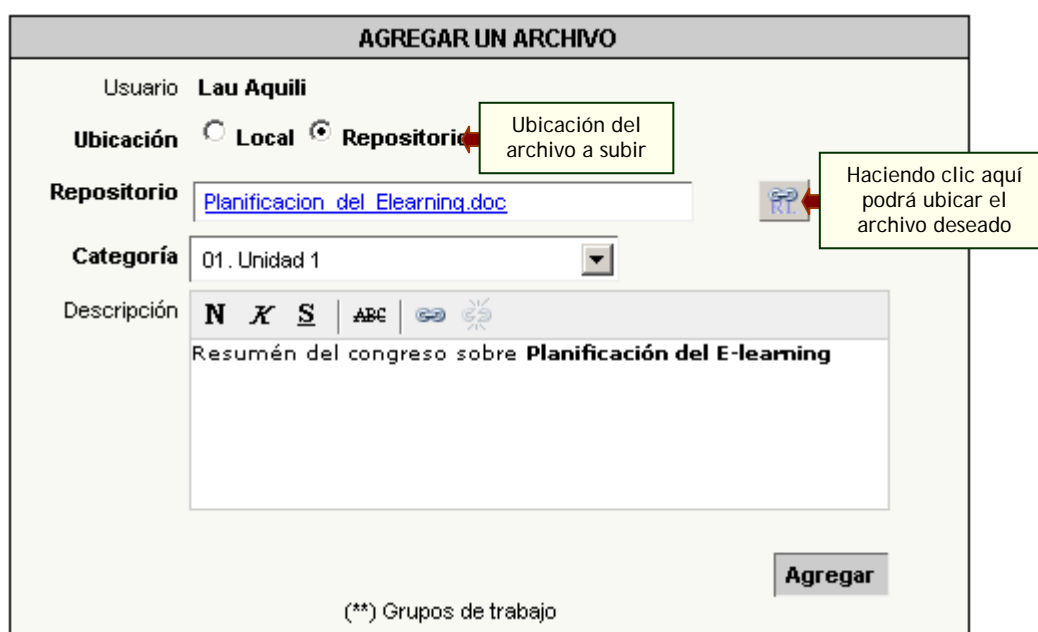 AGREGAR UN ARCHIVO
Usuario Lau Aquili
Ubicación Local Repositorio
Ubicación del
archivo a subir
Repositorio Planificacion_del_Elearning.doc
R.I.
Haciendo clic aquí
podrá ubicar el
archivo deseado
Categoría 01. Unidad 1
Descripción N K S ABC
Resumén del congreso sobre Planificación del E-learning
Agregar
(**) Grupos de trabajo